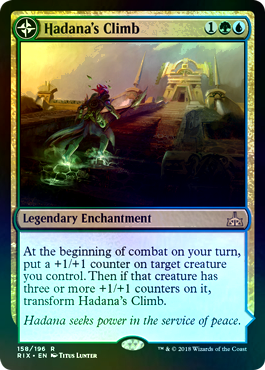 Hadana's Climb 1
Legendary Enchantment
At the beginning of combat on your turn,
put a +1/+1 counter on target creature
you control. Then if that creature has
three or more +1/+1 counters on it,
transform Hadana's Climb.
Hadana seeks power in the service of peace.
158/196 R
RIX • EN Titus Lunter
™ & © 2018 Wizards of the Coast